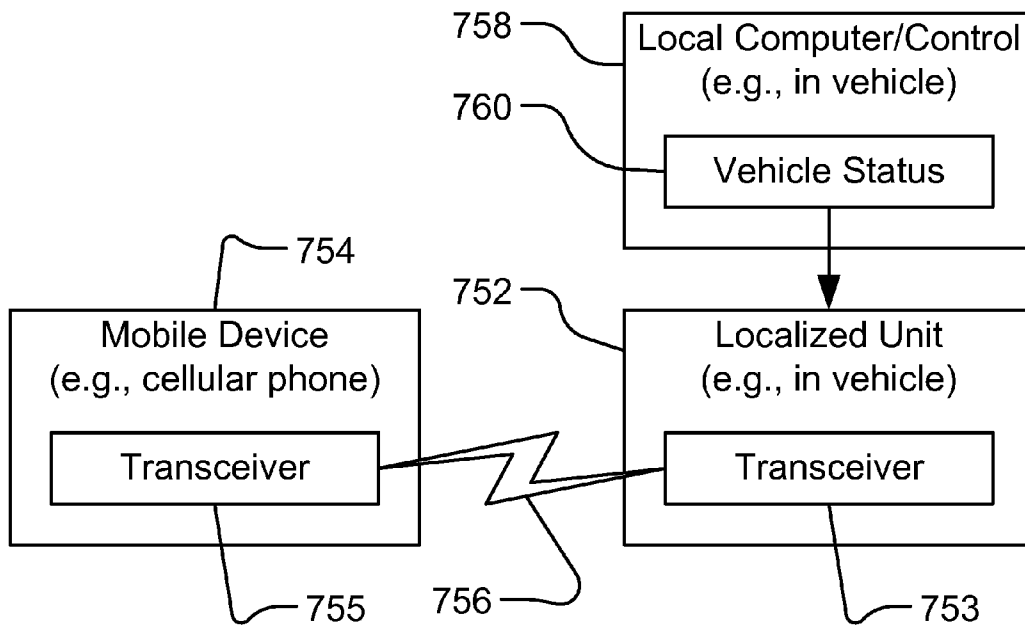 758
Local Computer/Control
(e.g., in vehicle)
760
Vehicle Status
754
752
Mobile Device
(e.g., cellular phone)
Transceiver
Localized Unit
(e.g., in vehicle)
Transceiver
755
756
753